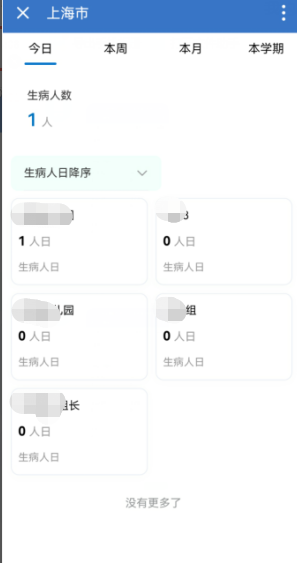 上海市
今日 本周 本月 本学期
生病人数
1 人
生病人日降序
1 人日 0 人日
生病人日 生病人日
儿园 组
0 人日 0 人日
生病人日 生病人日
组长
0 人日
生病人日
没有更多了